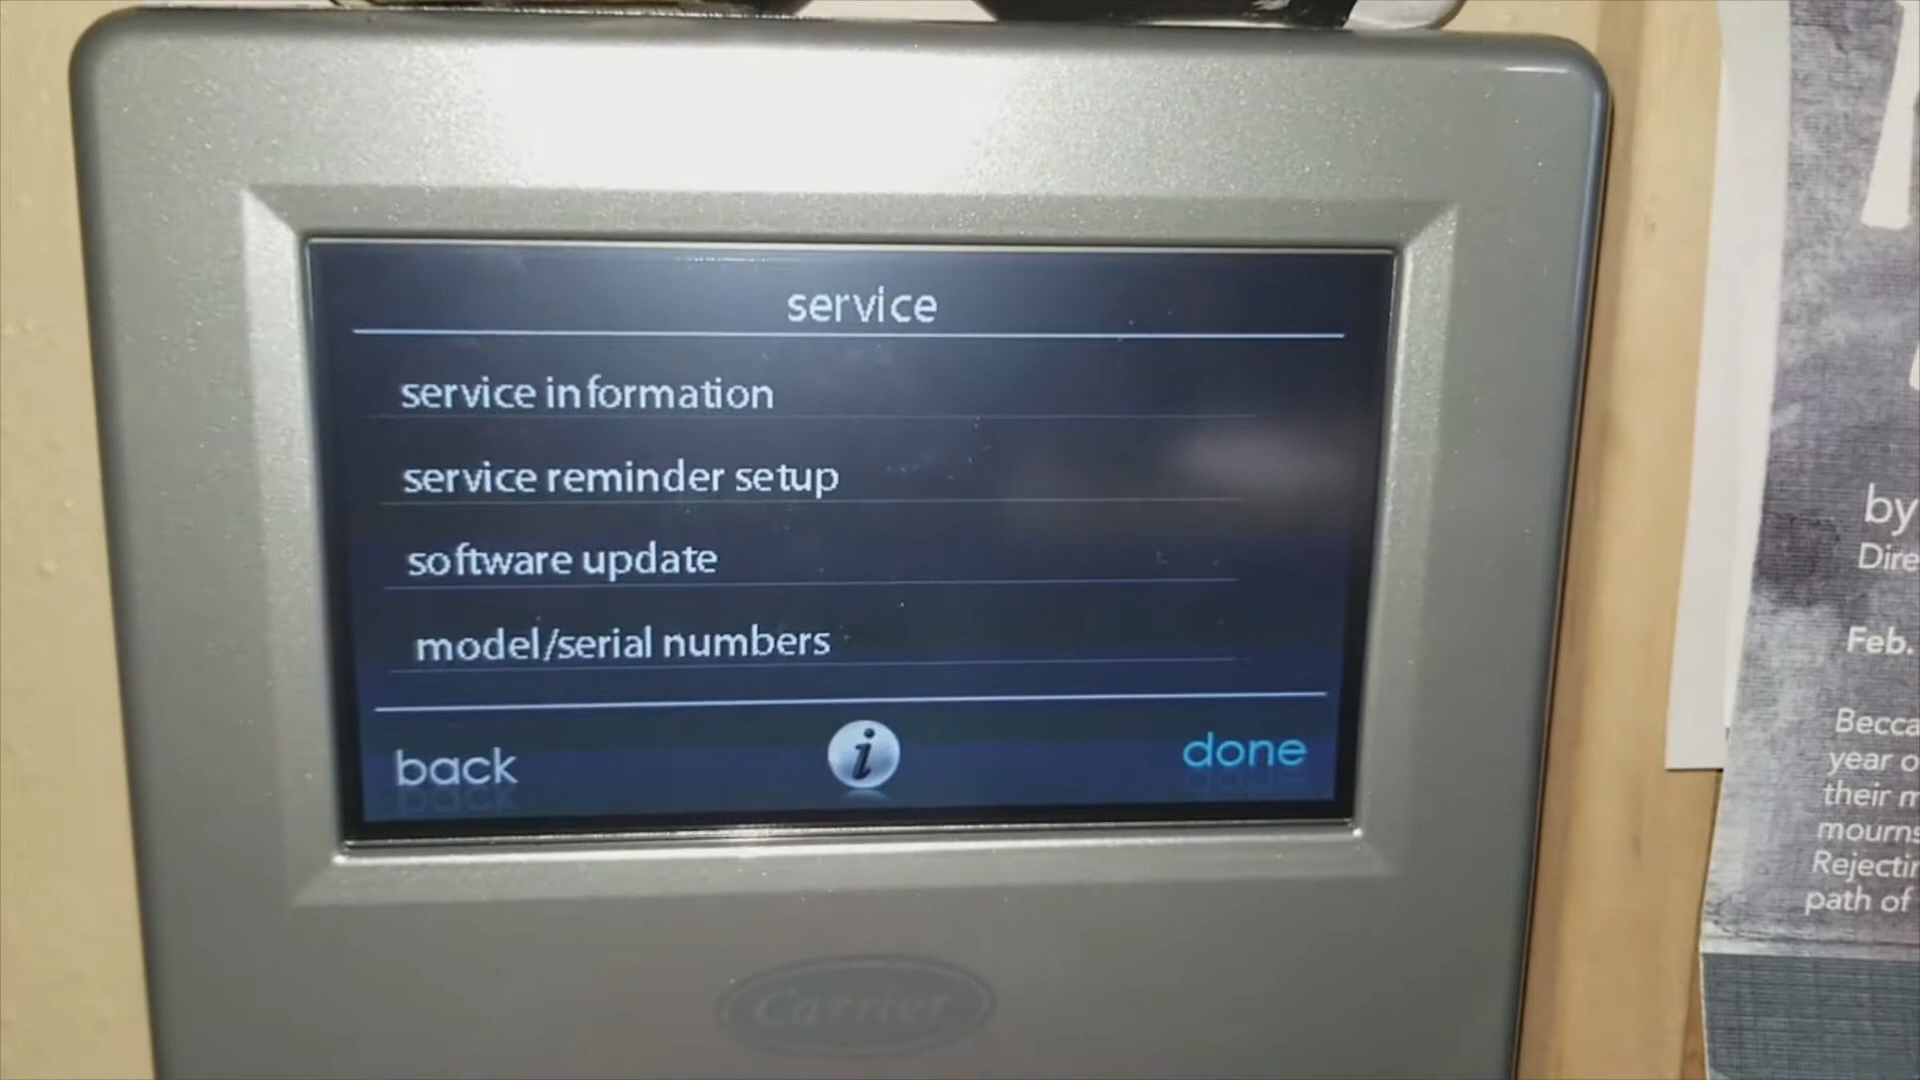 service
service information
service reminder setup
software update
model/serial numbers
back
i
done
Carrier
by
Dire
Feb.
Becca
year o
their m
mourns
Rejectin
path of